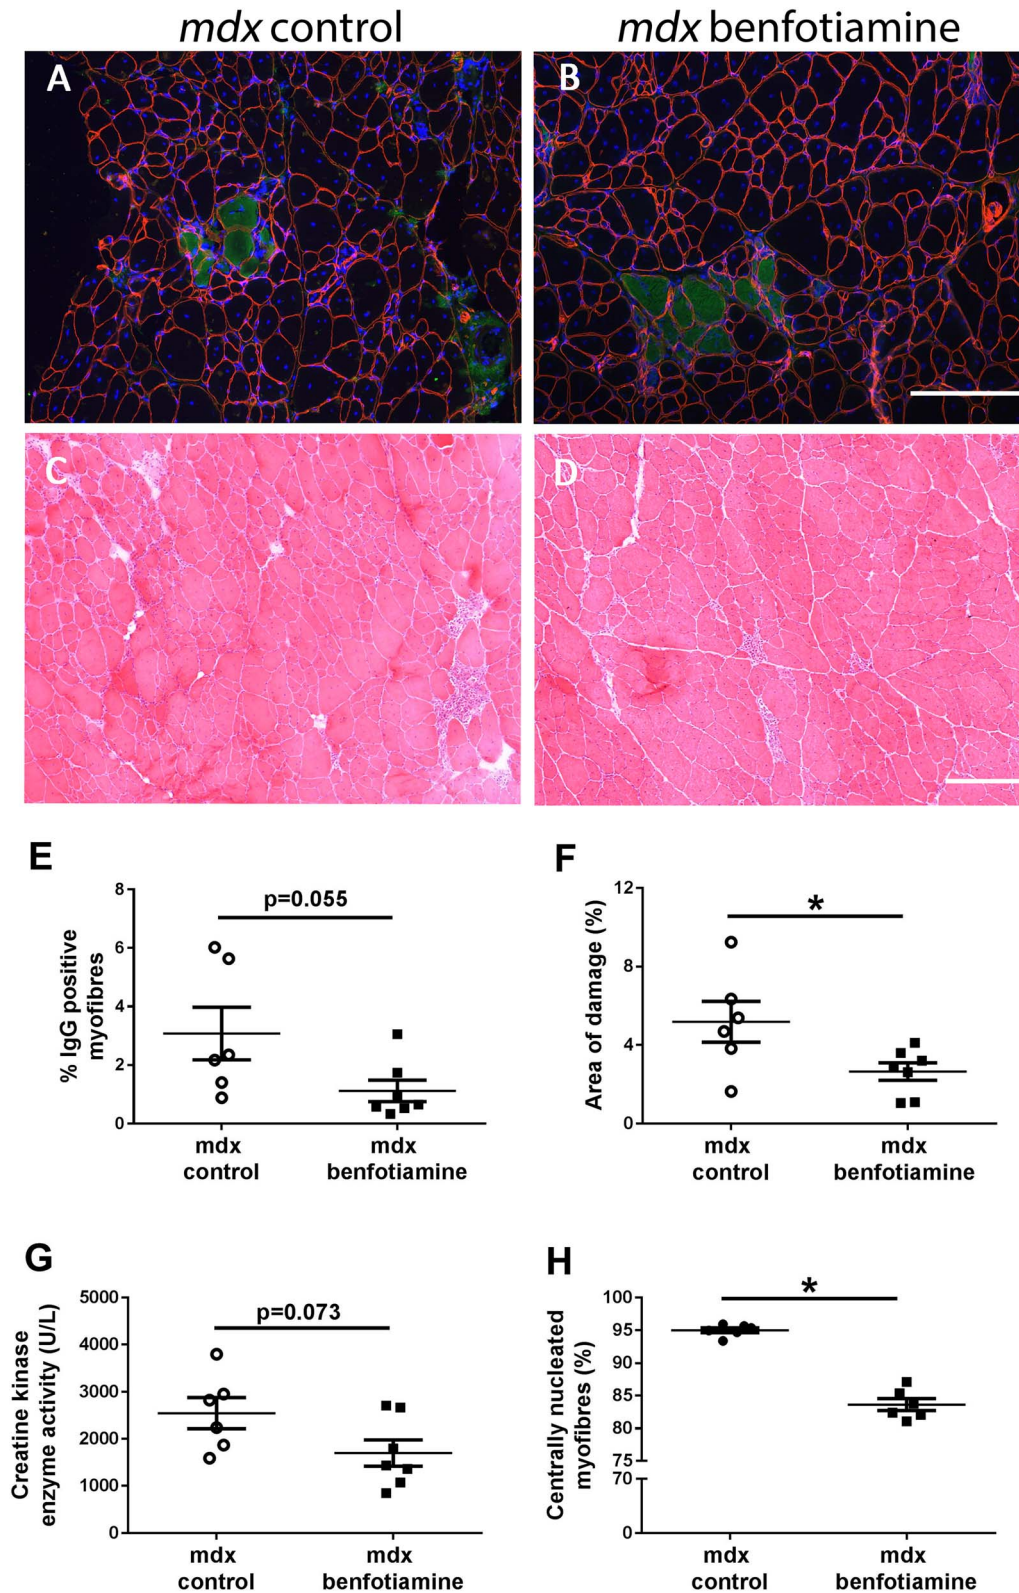 mdx control
mdx benfotiamine
A
B
C
D
E
% IgG positive
myofibres
8
6
4
2
0
p=0.055
mdx
control
mdx
benfotiamine
F
Area of damage (%)
12
8
4
0
*
mdx
control
mdx
benfotiamine
G
Creatine kinase
enzyme activity (U/L)
5000
4000
3000
2000
1000
0
p=0.073
mdx
control
mdx
benfotiamine
H
Centrally nucleated
myofibres (%)
100
95
90
85
80
75
70
0
*
mdx
control
mdx
benfotiamine